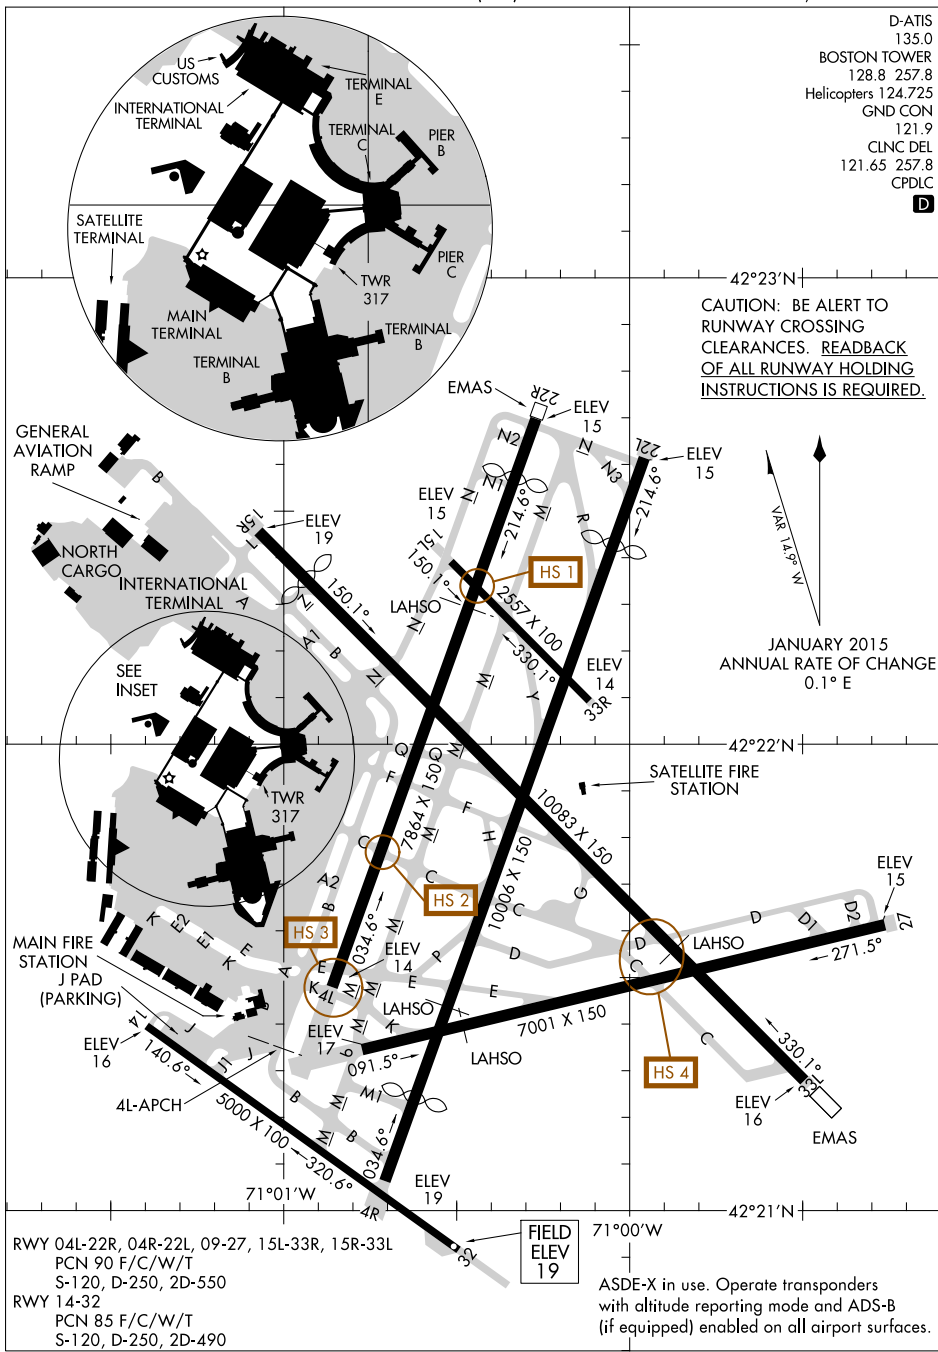 D-ATIS
135.0
BOSTON TOWER
128.8 257.8
Helicopters 124.725
GND CON
121.9
CLNC DEL
121.65 257.8
CPDLC
D
US
CUSTOMS
TERMINAL
E
INTERNATIONAL
TERMINAL
TERMINAL
C
PIER
B
SATELLITE
TERMINAL
PIER
C
TWR
317
MAIN
TERMINAL
TERMINAL
B
TERMINAL
B
42°23'N
CAUTION: BE ALERT TO
RUNWAY CROSSING
CLEARANCES. READBACK
OF ALL RUNWAY HOLDING
INSTRUCTIONS IS REQUIRED.
EMAS
22R
ELEV
15
22L
ELEV
15
GENERAL
AVIATION
RAMP
B
N2
N
N3
N1
N
M
214.6°
214.6°
R
VAR 14.9° W
JANUARY 2015
ANNUAL RATE OF CHANGE
0.1° E
15R
ELEV
19
ELEV
15
15L
150.1°
HS 1
2557 X 100
LAHSO
330.1°
ELEV
14
33R
NORTH
CARGO
INTERNATIONAL
TERMINAL
A
N
150.1°
A1
B
N
N
M
Y
SEE
INSET
TWR
317
42°22'N
Q
Q
M
F
F
7864 X 150
M
H
SATELLITE FIRE
STATION
10083 X 150
10006 X 150
C
HS 2
C
C
G
A2
B
HS 3
034.6°
M
P
D
ELEV
15
D
D1
D2
27
271.5°
D
C
LAHSO
K
E2
E1
E
K
A
E
K
4L
ELEV
14
M
M
E
E
MAIN FIRE
STATION
J PAD
(PARKING)
LAHSO
K
M
7001 X 150
C
14
J
ELEV
16
140.6°
J1
J
ELEV
17
9
091.5°
LAHSO
HS 4
330.1°
33L
ELEV
16
EMAS
4L-APCH
5000 X 100
B
M
M1
M
B
034.6°
320.6°
71°01'W
ELEV
19
4R
32
42°21'N
71°00'W
FIELD
ELEV
19
RWY 04L-22R, 04R-22L, 09-27, 15L-33R, 15R-33L
PCN 90 F/C/W/T
S-120, D-250, 2D-550
RWY 14-32
PCN 85 F/C/W/T
S-120, D-250, 2D-490
ASDE-X in use. Operate transponders
with altitude reporting mode and ADS-B
(if equipped) enabled on all airport surfaces.